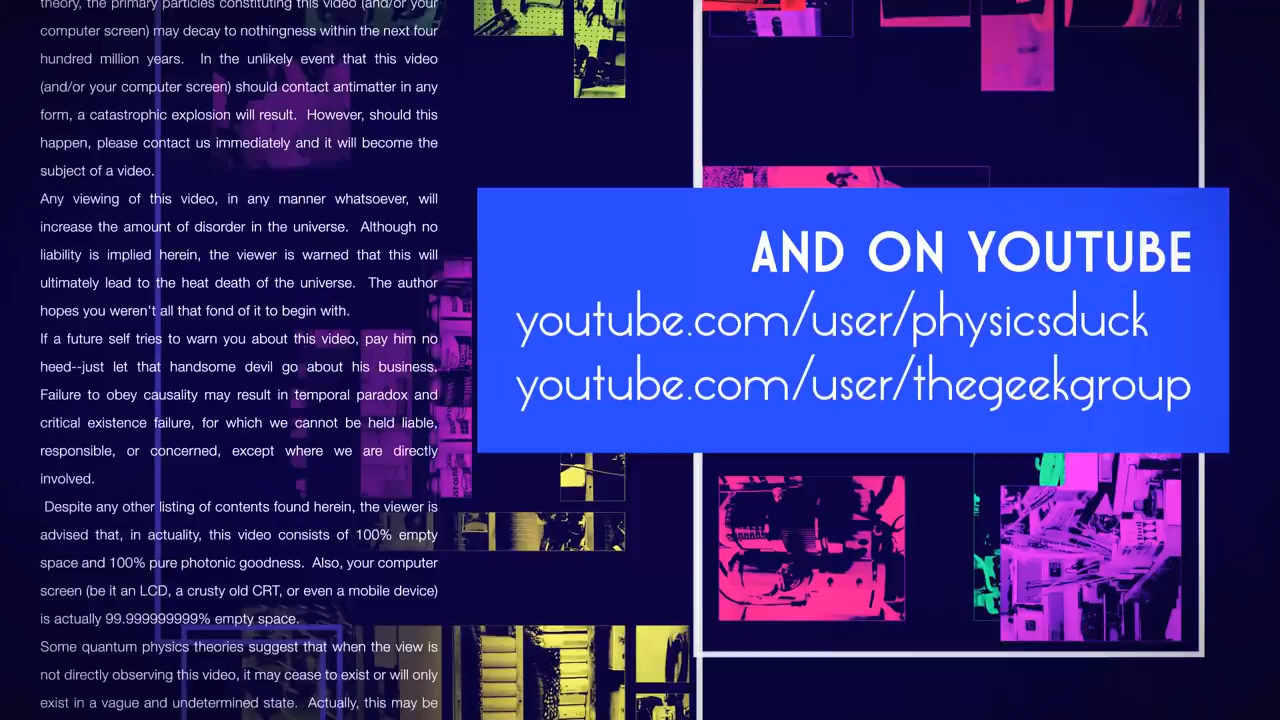 theory, the primary particles constituting this video (and/or your
computer screen) may decay to nothingness within the next four
hundred million years. In the unlikely event that this video
(and/or your computer screen) should contact antimatter in any
form, a catastrophic explosion will result. However, should this
happen, please contact us immediately and it will become the
subject of a video.
Any viewing of this video, in any manner whatsoever, will
increase the amount of disorder in the universe. Although no
liability is implied herein, the viewer is warned that this will
ultimately lead to the heat death of the universe. The author
hopes you weren't all that fond of it to begin with.
If a future self tries to warn you about this video, pay him no
heed--just let that handsome devil go about his business.
Failure to obey causality may result in temporal paradox and
critical existence failure, for which we cannot be held liable,
responsible, or concerned, except where we are directly
involved.
Despite any other listing of contents found herein, the viewer is
advised that, in actuality, this video consists of 100% empty
space and 100% pure photonic goodness. Also, your computer
screen (be it an LCD, a crusty old CRT, or even a mobile device)
is actually 99.999999999% empty space.
Some quantum physics theories suggest that when the view is
not directly observing this video, it may cease to exist or will only
exist in a vague and undetermined state. Actually, this may be
AND ON YOUTUBE
youtube.com/user/physicsduck
youtube.com/user/thegeekgroup